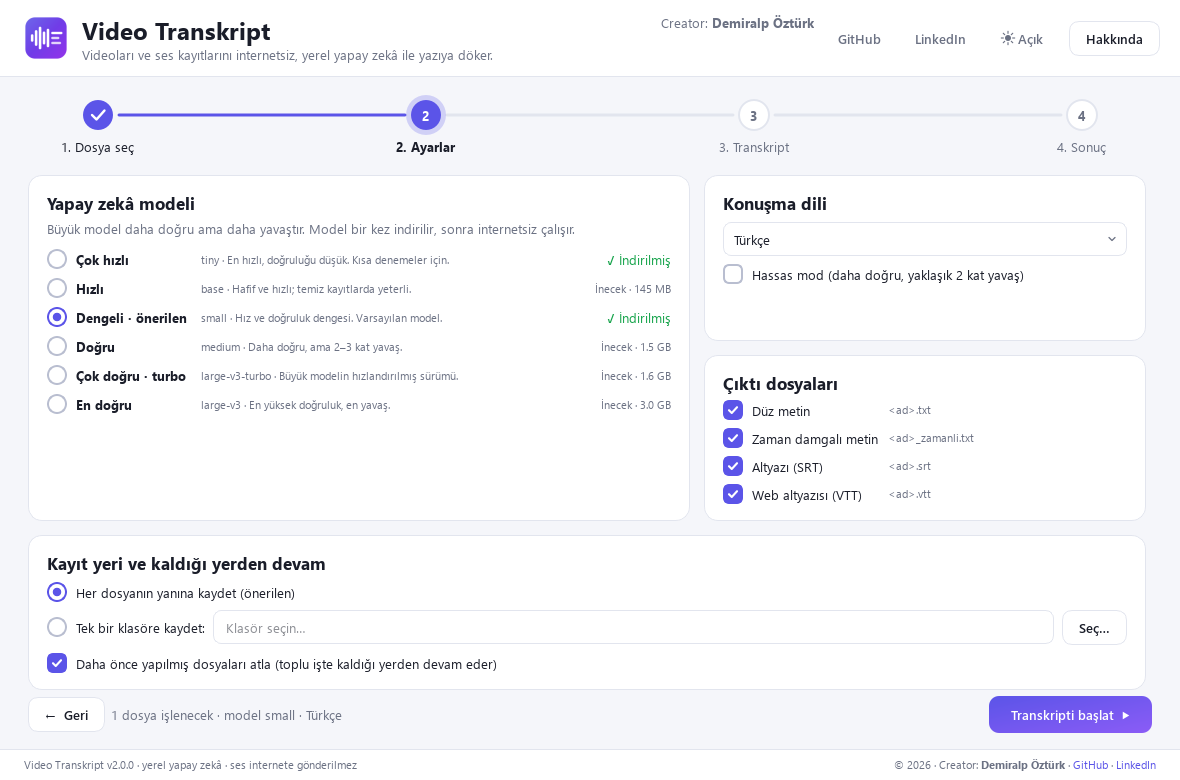 Video Transkript
Videoları ve ses kayıtlarını internetsiz, yerel yapay zekâ ile yazıya döker.
Creator: Demiralp Öztürk
GitHub
LinkedIn
Açık
Hakkında
2
3
4
1. Dosya seç
2. Ayarlar
3. Transkript
4. Sonuç
Yapay zekâ modeli
Büyük model daha doğru ama daha yavaştır. Model bir kez indirilir, sonra internetsiz çalışır.
Çok hızlı tiny · En hızlı, doğruluğu düşük. Kısa denemeler için. ✓ İndirilmiş
Hızlı base · Hafif ve hızlı; temiz kayıtlarda yeterli. İnecek · 145 MB
Dengeli · önerilen small · Hız ve doğruluk dengesi. Varsayılan model. ✓ İndirilmiş
Doğru medium · Daha doğru, ama 2–3 kat yavaş. İnecek · 1.5 GB
Çok doğru · turbo large-v3-turbo · Büyük modelin hızlandırılmış sürümü. İnecek · 1.6 GB
En doğru large-v3 · En yüksek doğruluk, en yavaş. İnecek · 3.0 GB
Konuşma dili
Türkçe
Hassas mod (daha doğru, yaklaşık 2 kat yavaş)
Çıktı dosyaları
Düz metin <ad>.txt
Zaman damgalı metin <ad>_zamanli.txt
Altyazı (SRT) <ad>.srt
Web altyazısı (VTT) <ad>.vtt
Kayıt yeri ve kaldığı yerden devam
Her dosyanın yanına kaydet (önerilen)
Tek bir klasöre kaydet: Klasör seçin... Seç...
Daha önce yapılmış dosyaları atla (toplu işte kaldığı yerden devam eder)
← Geri 1 dosya işlenecek · model small · Türkçe
Transkripti başlat ▶
Video Transkript v2.0.0 · yerel yapay zekâ · ses internete gönderilmez
© 2026 · Creator: Demiralp Öztürk · GitHub · LinkedIn